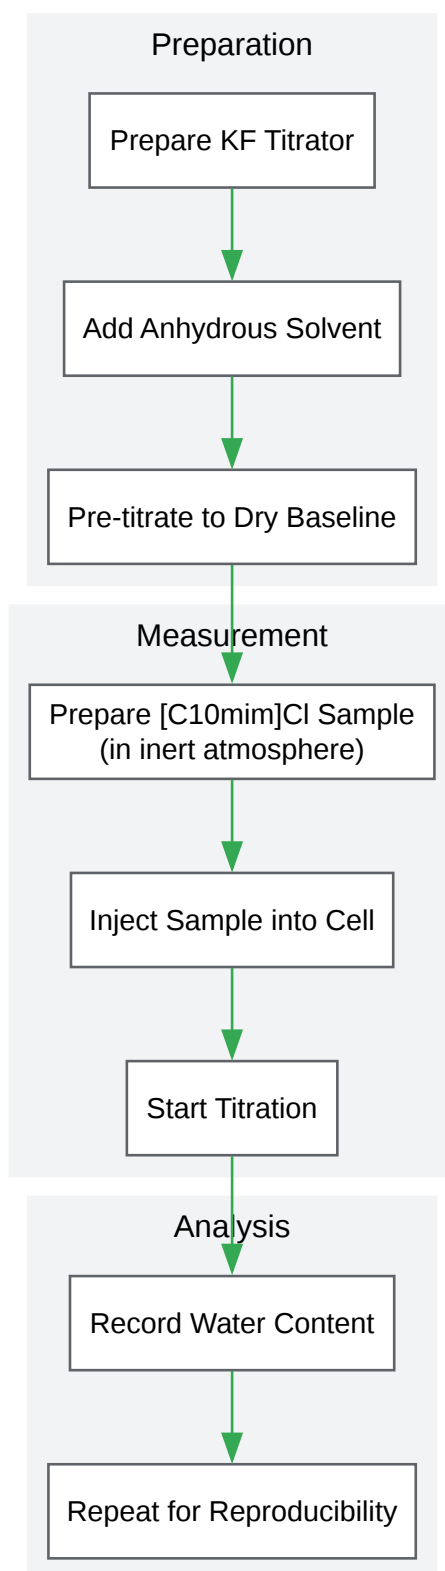 Preparation
Prepare KF Titrator
Add Anhydrous Solvent
Pre-titrate to Dry Baseline
Measurement
Prepare [C10mim]Cl Sample
(in inert atmosphere)
Inject Sample into Cell
Start Titration
Analysis
Record Water Content
Repeat for Reproducibility